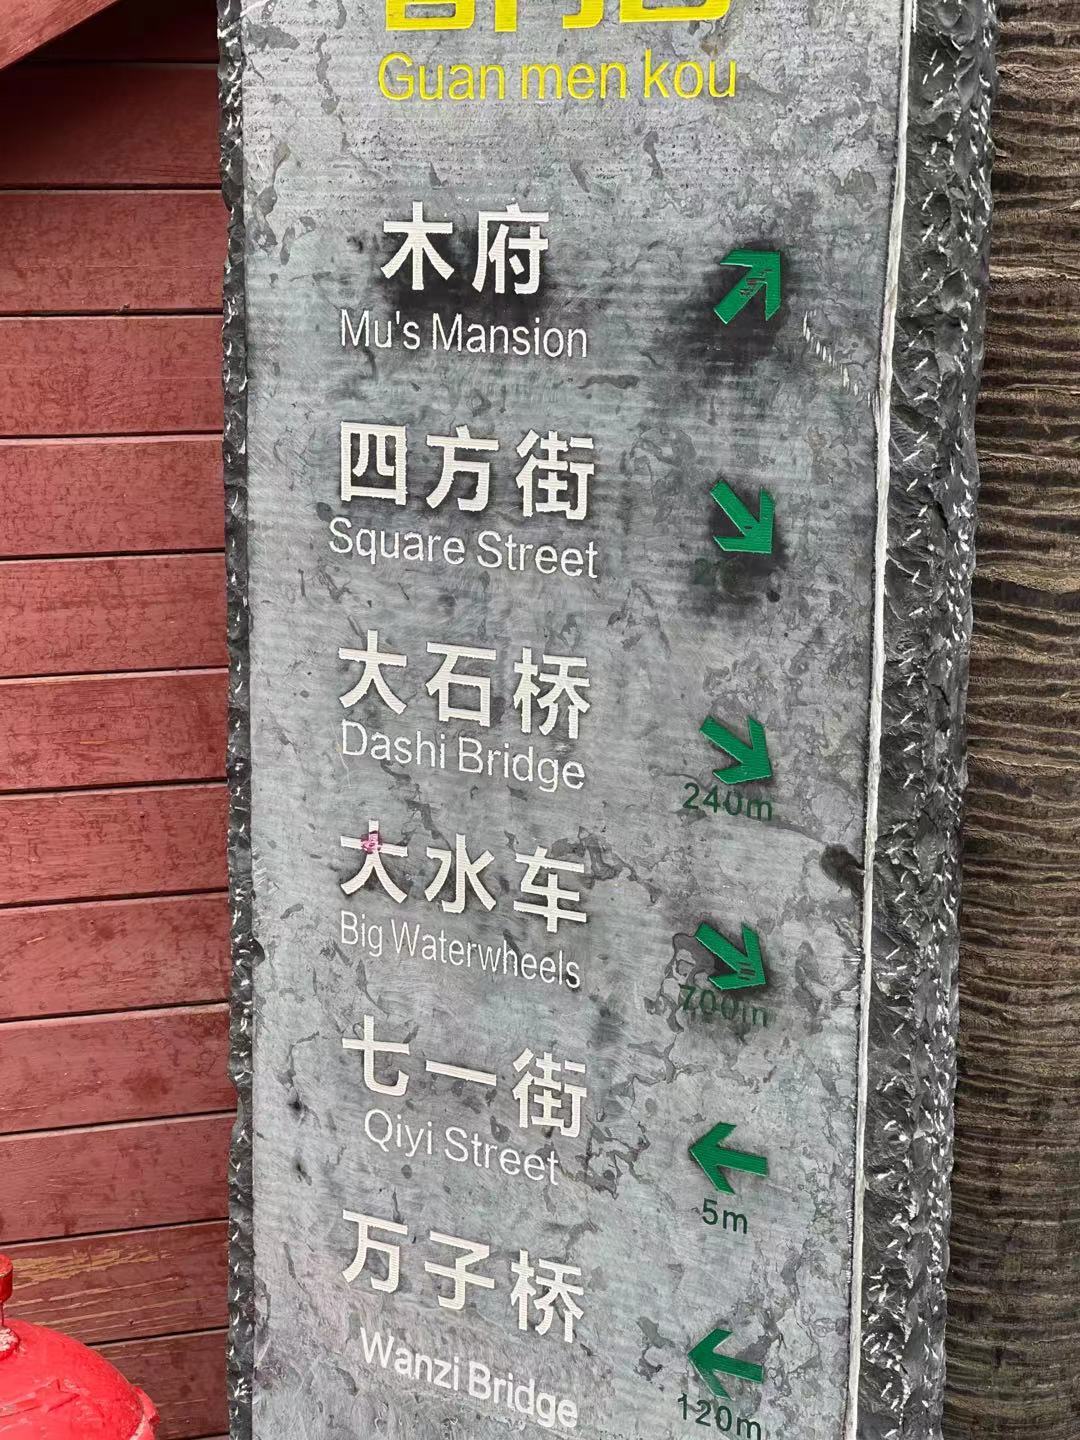 Guan men kou
木府
Mu's Mansion
四方街
Square Street
大石桥
Dashi Bridge
240m
大水车
Big Waterwheels
700m
七一街
Qiyi Street
5m
万子桥
Wanzi Bridge
120m